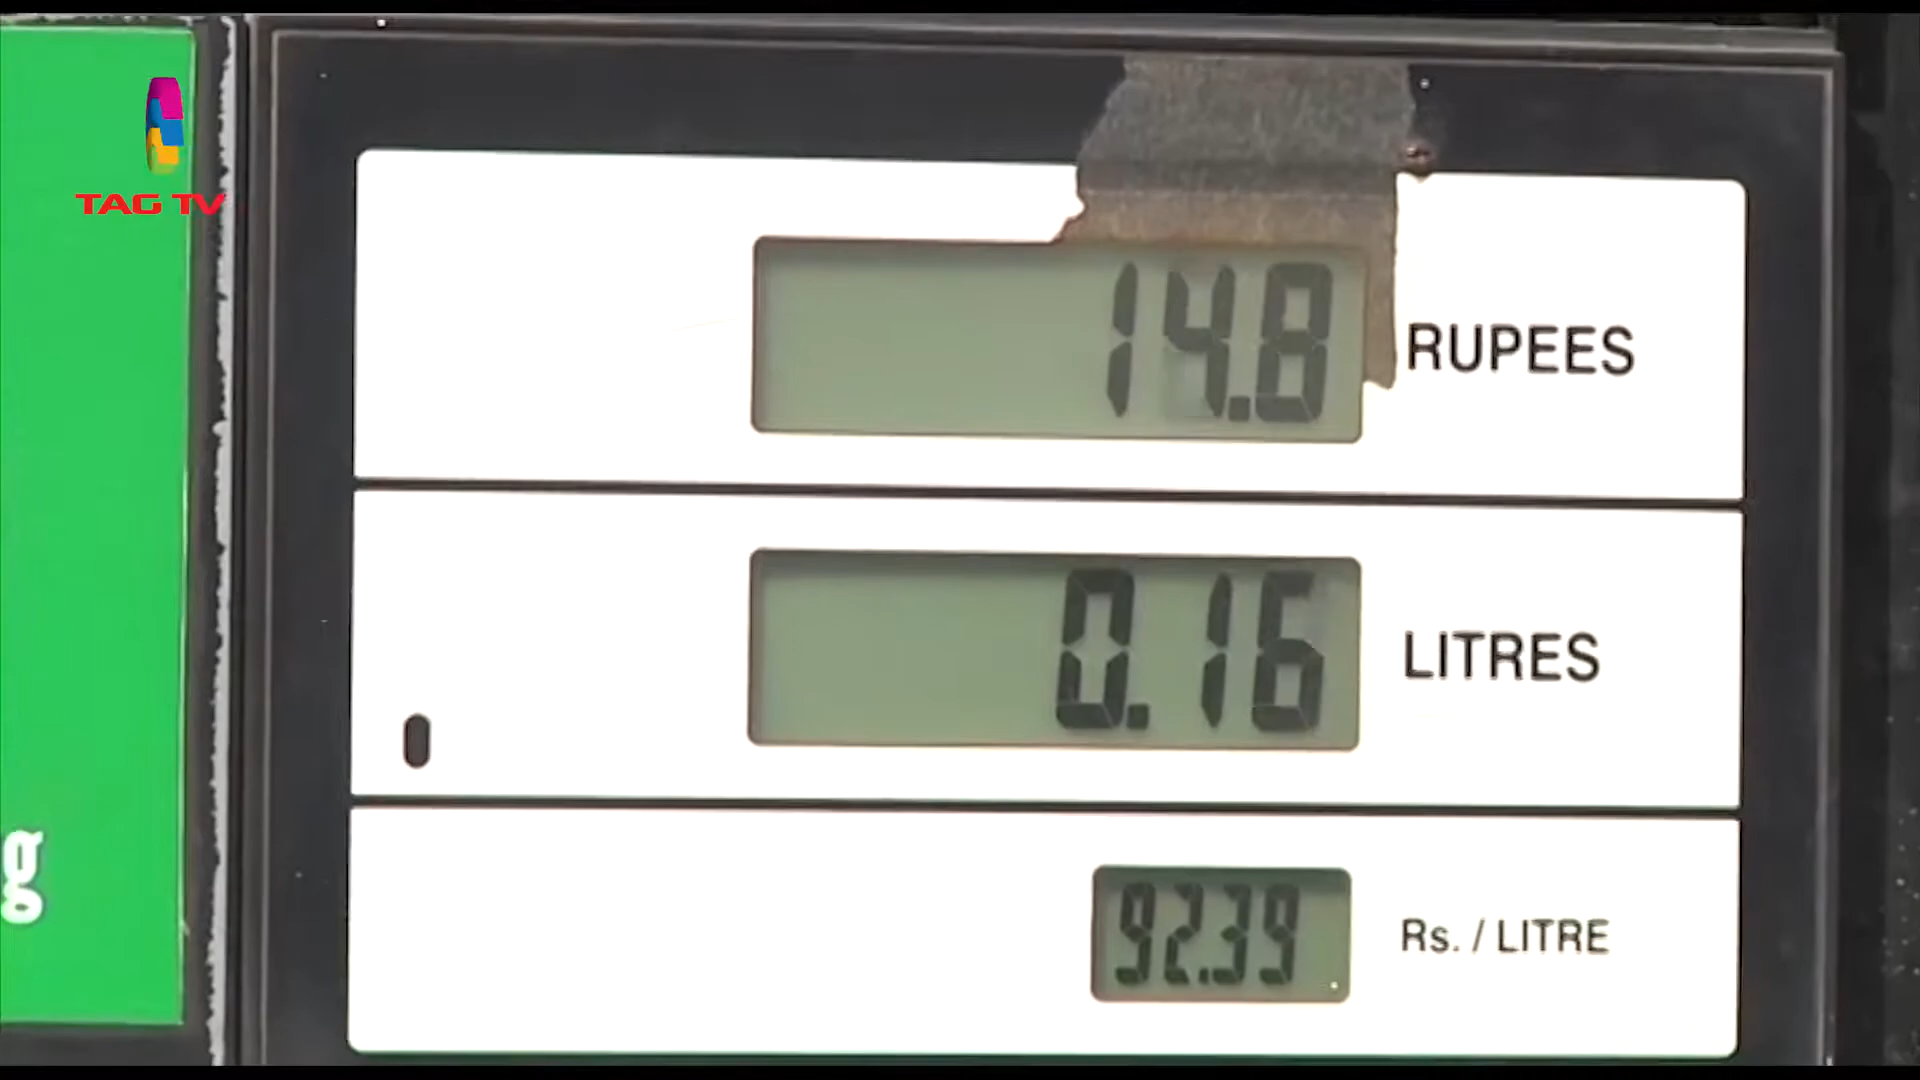 TAG TV
14.8 RUPEES
0.16 LITRES
92.39 Rs. / LITRE
g